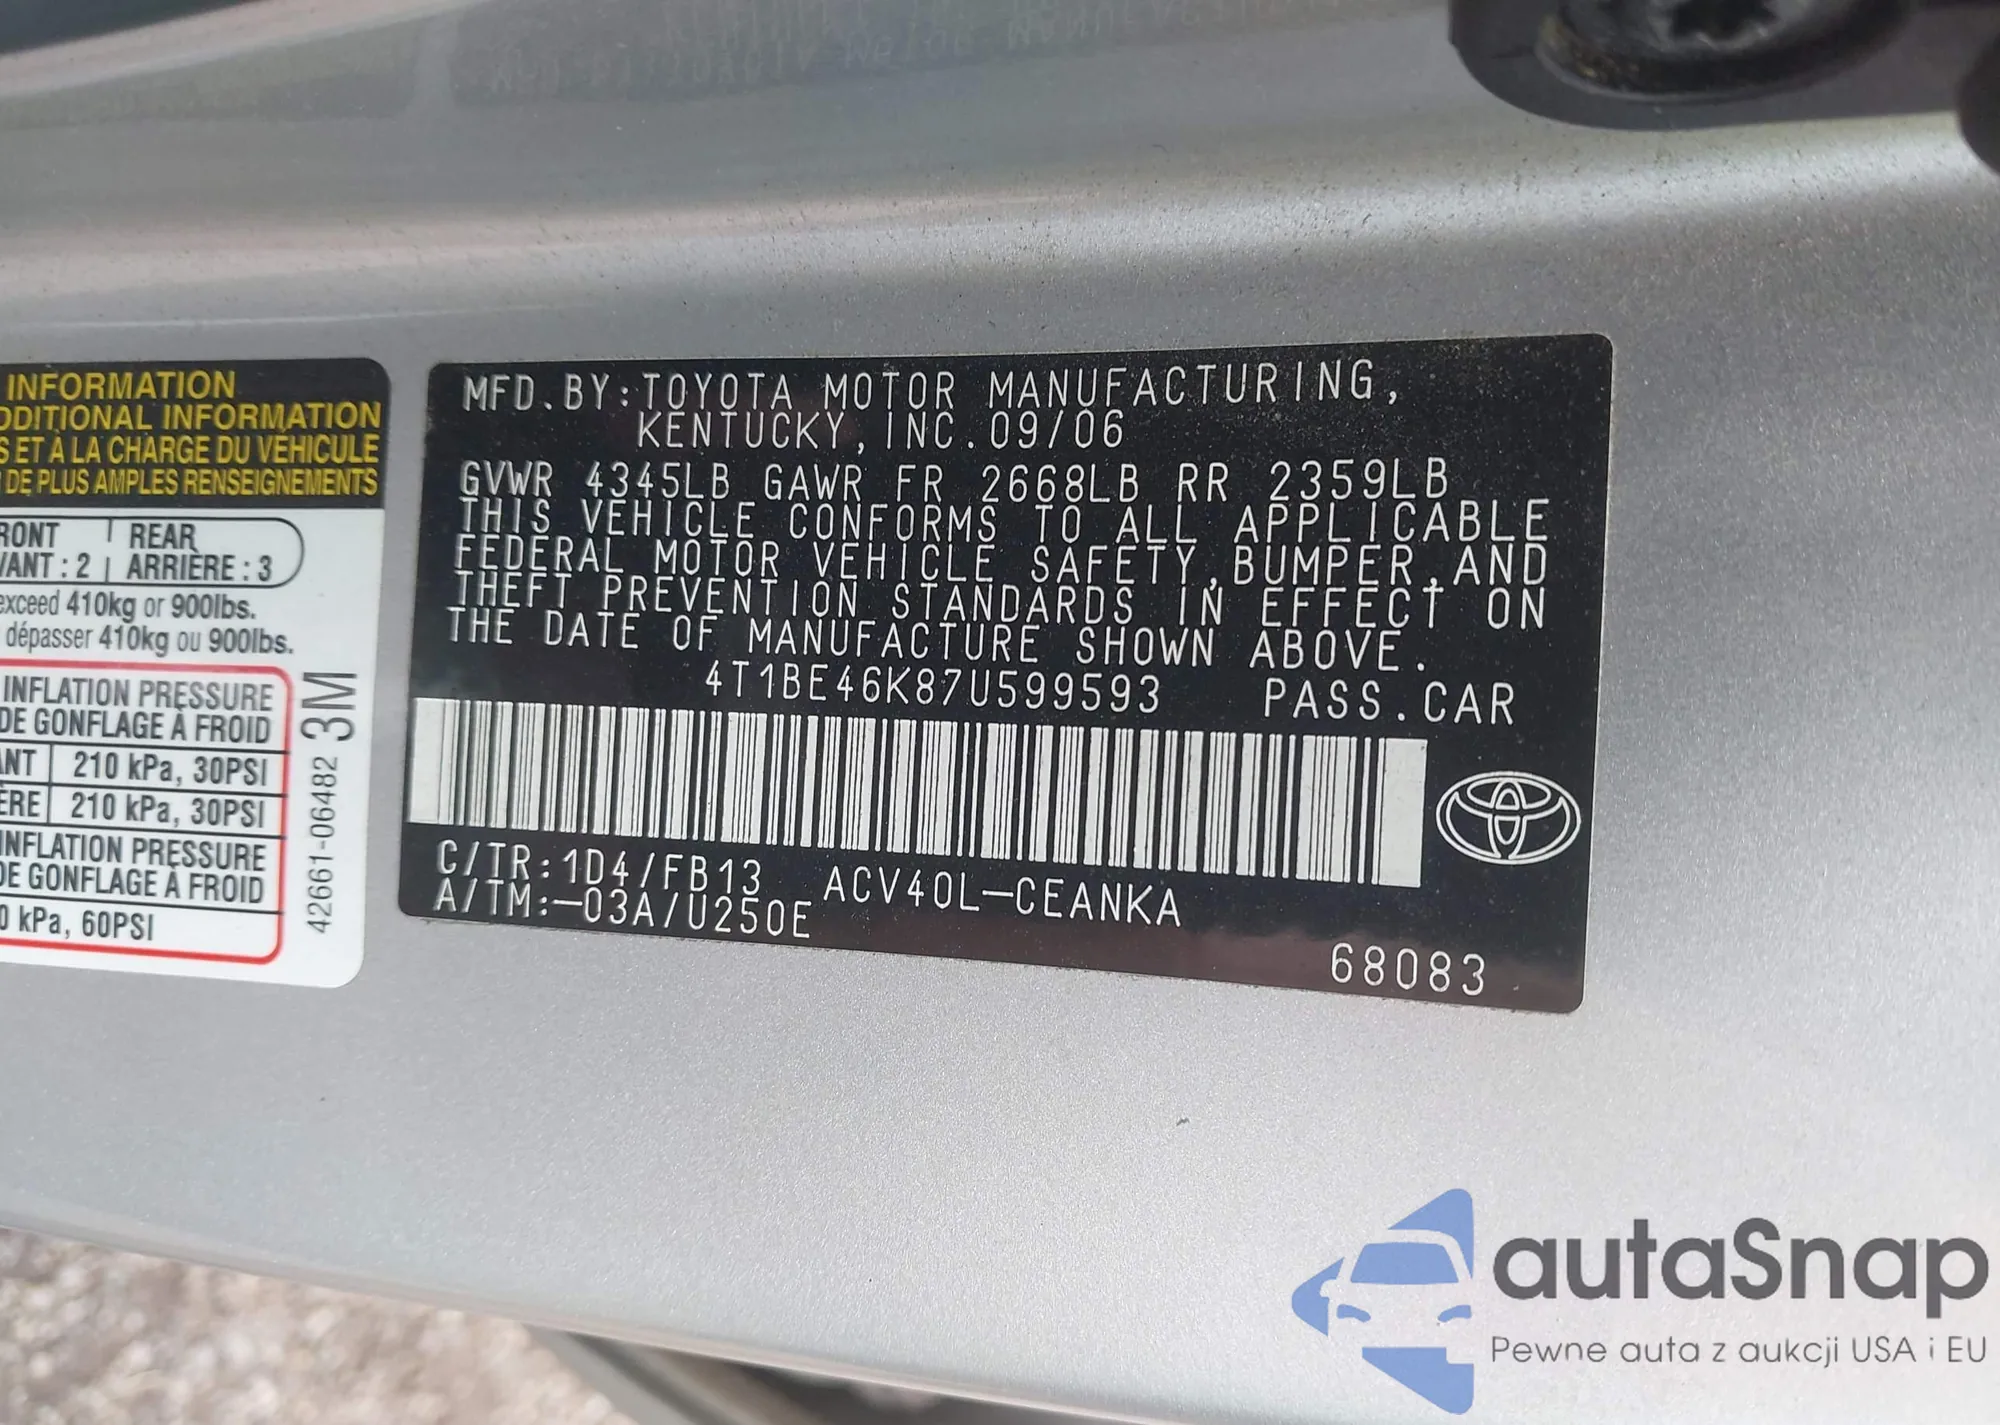 INFORMATION
DDITIONAL INFORMATION
S ET À LA CHARGE DU VÉHICULE
DE PLUS AMPLES RENSEIGNEMENTS
RONT | REAR
VANT : 2 | ARRIÈRE : 3
exceed 410kg or 900lbs.
dépasser 410kg ou 900lbs.
INFLATION PRESSURE
DE GONFLAGE À FROID
ANT 210 kPa, 30PSI
ÈRE 210 kPa, 30PSI
INFLATION PRESSURE
DE GONFLAGE À FROID
0 kPa, 60PSI
42661-06482 3M
MFD.BY:TOYOTA MOTOR MANUFACTURING,
KENTUCKY,INC.09/06
GVWR 4345LB GAWR FR 2668LB RR 2359LB
THIS VEHICLE CONFORMS TO ALL APPLICABLE
FEDERAL MOTOR VEHICLE SAFETY,BUMPER,AND
THEFT PREVENTION STANDARDS IN EFFECT ON
THE DATE OF MANUFACTURE SHOWN ABOVE.
4T1BE46K87U599593 PASS.CAR
C/TR:1D4/FB13 ACV40L-CEANKA
A/TM:-03A/U250E
68083
autaSnap
Pewne auta z aukcji USA i EU